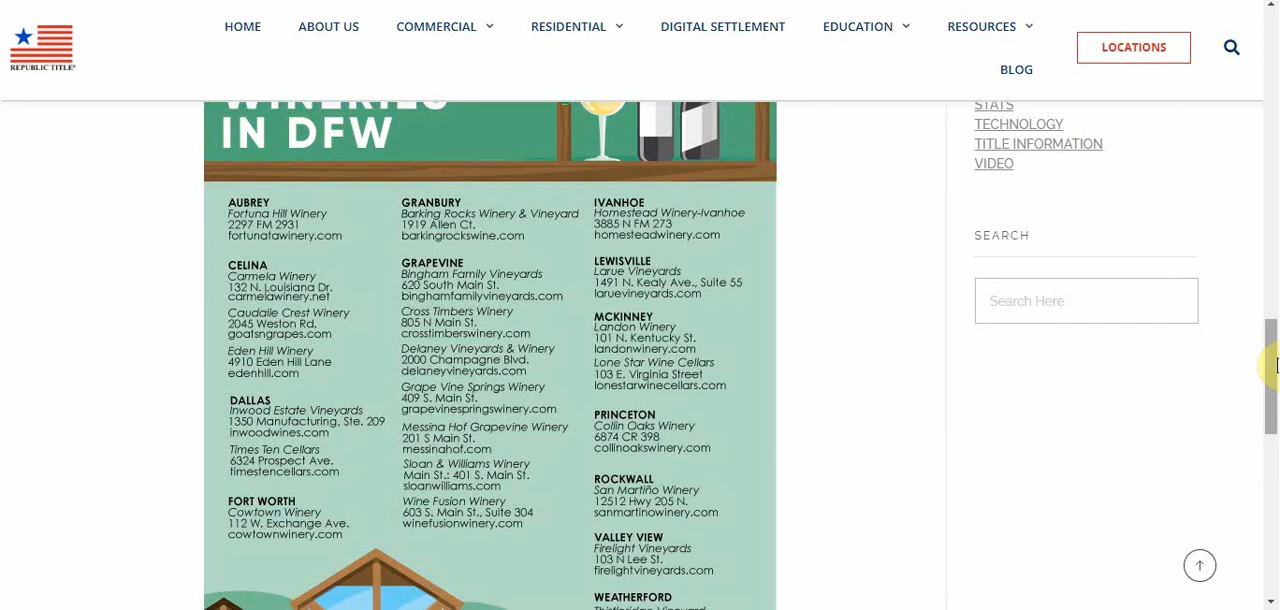 HOME
ABOUT US
COMMERCIAL
RESIDENTIAL
DIGITAL SETTLEMENT
EDUCATION
RESOURCES
BLOG
LOCATIONS
REPUBLIC TITLE®
WINERIES
IN DFW
AUBREY
Fortuna Hill Winery
2297 FM 2931
fortunatawinery.com
CELINA
Carmela Winery
132 N. Louisiana Dr.
carmelawinery.net
Caudalie Crest Winery
2045 Weston Rd.
goatsngrapes.com
Eden Hill Winery
4910 Eden Hill Lane
edenhill.com
DALLAS
Inwood Estate Vineyards
1350 Manufacturing, Ste. 209
inwoodwines.com
Times Ten Cellars
6324 Prospect Ave.
timestencellars.com
FORT WORTH
Cowtown Winery
112 W. Exchange Ave.
cowtownwinery.com
GRANBURY
Barking Rocks Winery & Vineyard
1919 Allen Ct.
barkingrockswine.com
GRAPEVINE
Bingham Family Vineyards
620 South Main St.
binghamfamilyvineyards.com
Cross Timbers Winery
805 N Main St.
crosstimberswinery.com
Delaney Vineyards & Winery
2000 Champagne Blvd.
delaneyvineyards.com
Grape Vine Springs Winery
409 S. Main St.
grapevinespringswinery.com
Messina Hof Grapevine Winery
201 S Main St.
messinahof.com
Sloan & Williams Winery
Main St.: 401 S. Main St.
sloanwilliams.com
Wine Fusion Winery
603 S. Main St., Suite 304
winefusionwinery.com
IVANHOE
Homestead Winery-Ivanhoe
3885 N FM 273
homesteadwinery.com
LEWISVILLE
Larue Vineyards
1491 N. Kealy Ave., Suite 55
laruevineyards.com
MCKINNEY
Landon Winery
101 N. Kentucky St.
landonwinery.com
Lone Star Wine Cellars
103 E. Virginia Street
lonestarwinecellars.com
PRINCETON
Collin Oaks Winery
6874 CR 398
collinoakswinery.com
ROCKWALL
San Martiño Winery
12512 Hwy 205 N.
sanmartinowinery.com
VALLEY VIEW
Firelight Vineyards
103 N Lee St.
firelightvineyards.com
WEATHERFORD
Thistleridge Vineyard
STATS
TECHNOLOGY
TITLE INFORMATION
VIDEO
SEARCH
Search Here